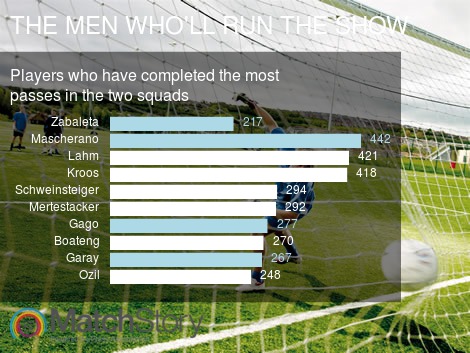 THE MEN WHO'LL RUN THE SHOW
Players who have completed the most
passes in the two squads
Zabaleta 217
Mascherano 442
Lahm 421
Kroos 418
Schweinsteiger 294
Mertestacker 292
Gago 277
Boateng 270
Garay 267
Ozil 248
MatchStory